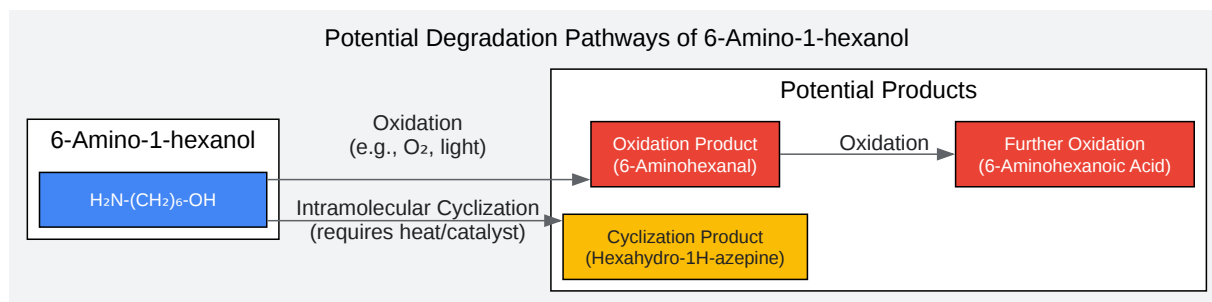 Potential Degradation Pathways of 6-Amino-1-hexanol
Potential Products
6-Amino-1-hexanol
H₂N-(CH₂)₆-OH
Oxidation
(e.g., O₂, light)
Oxidation Product
(6-Aminohexanal)
Oxidation
Further Oxidation
(6-Aminohexanoic Acid)
Intramolecular Cyclization
(requires heat/catalyst)
Cyclization Product
(Hexahydro-1H-azepine)